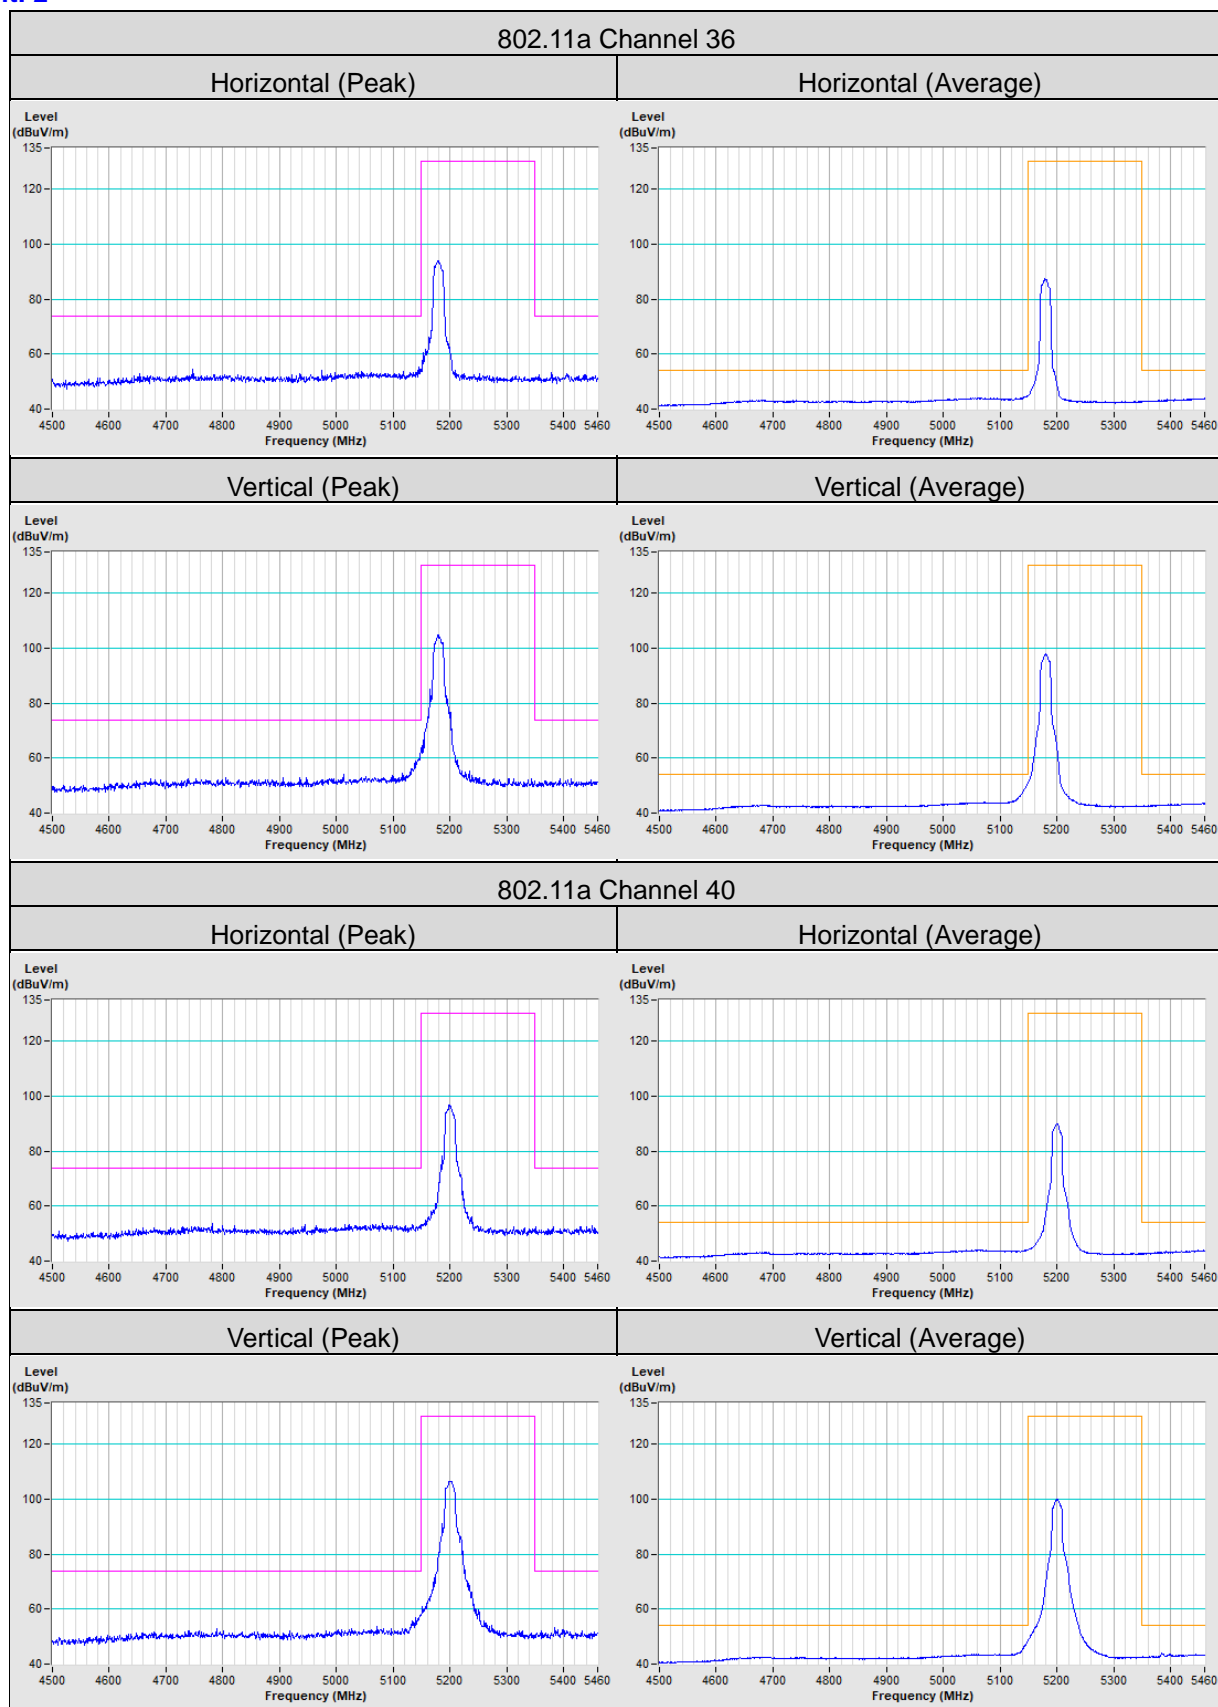 802.11a Channel 36
Horizontal (Peak) Horizontal (Average)
Level
(dBuV/m)
135
120
100
80
60
40
4500 4600 4700 4800 4900 5000 5100 5200 5300 5400 5460
Frequency (MHz)
Level
(dBuV/m)
135
120
100
80
60
40
4500 4600 4700 4800 4900 5000 5100 5200 5300 5400 5460
Frequency (MHz)
Vertical (Peak) Vertical (Average)
Level
(dBuV/m)
135
120
100
80
60
40
4500 4600 4700 4800 4900 5000 5100 5200 5300 5400 5460
Frequency (MHz)
Level
(dBuV/m)
135
120
100
80
60
40
4500 4600 4700 4800 4900 5000 5100 5200 5300 5400 5460
Frequency (MHz)
802.11a Channel 40
Horizontal (Peak) Horizontal (Average)
Level
(dBuV/m)
135
120
100
80
60
40
4500 4600 4700 4800 4900 5000 5100 5200 5300 5400 5460
Frequency (MHz)
Level
(dBuV/m)
135
120
100
80
60
40
4500 4600 4700 4800 4900 5000 5100 5200 5300 5400 5460
Frequency (MHz)
Vertical (Peak) Vertical (Average)
Level
(dBuV/m)
135
120
100
80
60
40
4500 4600 4700 4800 4900 5000 5100 5200 5300 5400 5460
Frequency (MHz)
Level
(dBuV/m)
135
120
100
80
60
40
4500 4600 4700 4800 4900 5000 5100 5200 5300 5400 5460
Frequency (MHz)